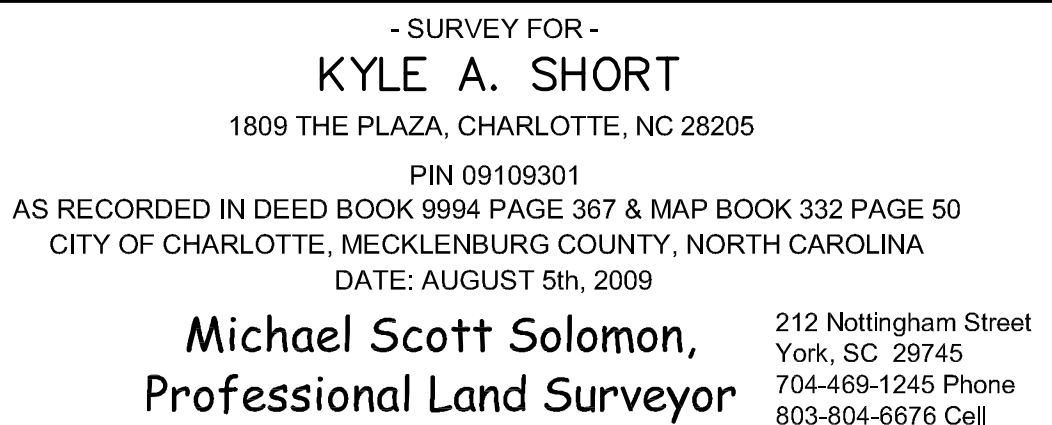 - SURVEY FOR -
KYLE A. SHORT
1809 THE PLAZA, CHARLOTTE, NC 28205
PIN 09109301
AS RECORDED IN DEED BOOK 9994 PAGE 367 & MAP BOOK 332 PAGE 50
CITY OF CHARLOTTE, MECKLENBURG COUNTY, NORTH CAROLINA
DATE: AUGUST 5th, 2009
Michael Scott Solomon,
Professional Land Surveyor
212 Nottingham Street
York, SC 29745
704-469-1245 Phone
803-804-6676 Cell